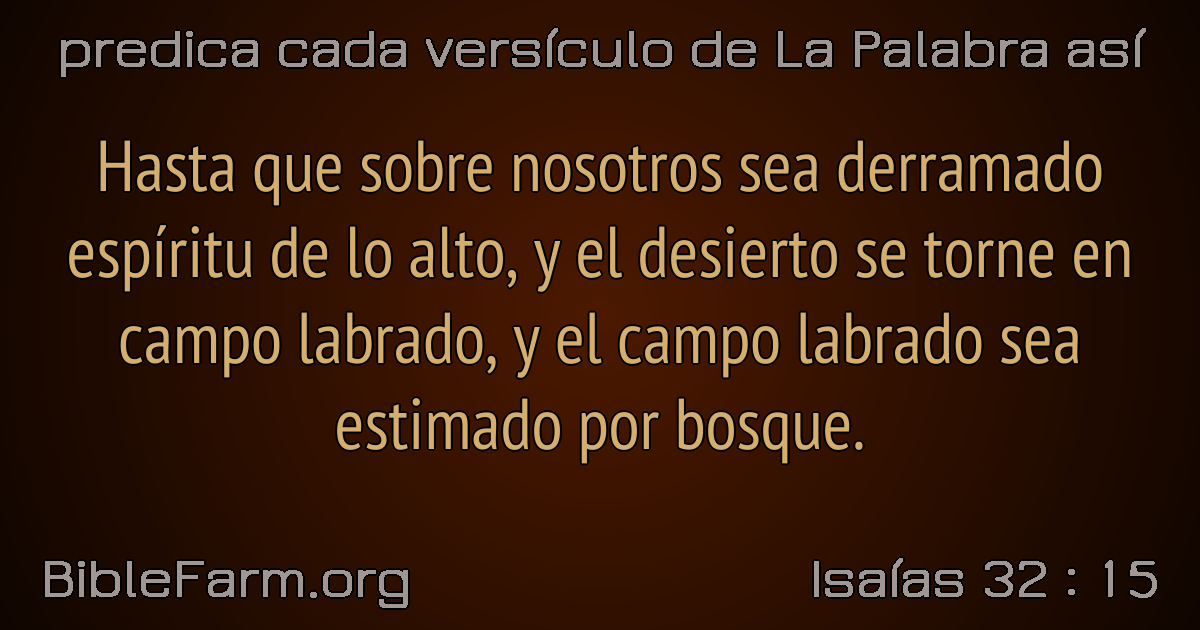 predica cada versículo de La Palabra así
Hasta que sobre nosotros sea derramado
espíritu de lo alto, y el desierto se torne en
campo labrado, y el campo labrado sea
estimado por bosque.
BibleFarm.org
Isaías 32 : 15